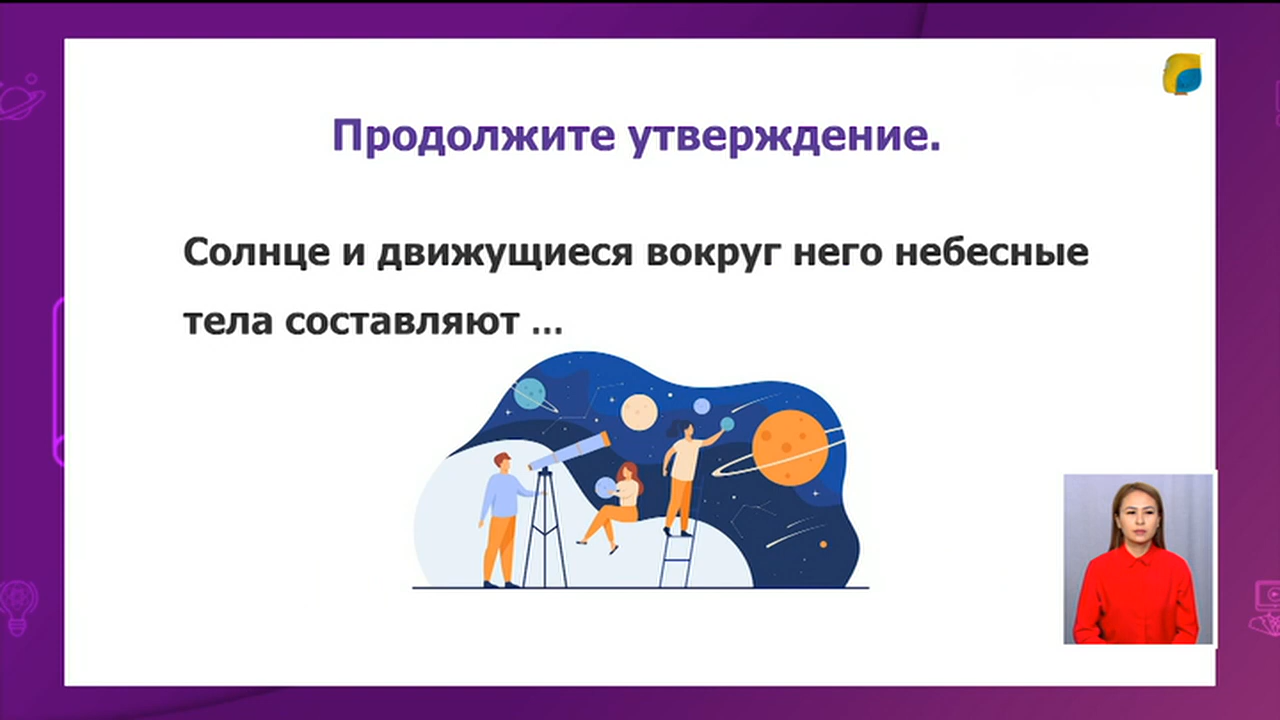 Продолжите утверждение.
Солнце и движущиеся вокруг него небесные
тела составляют ...